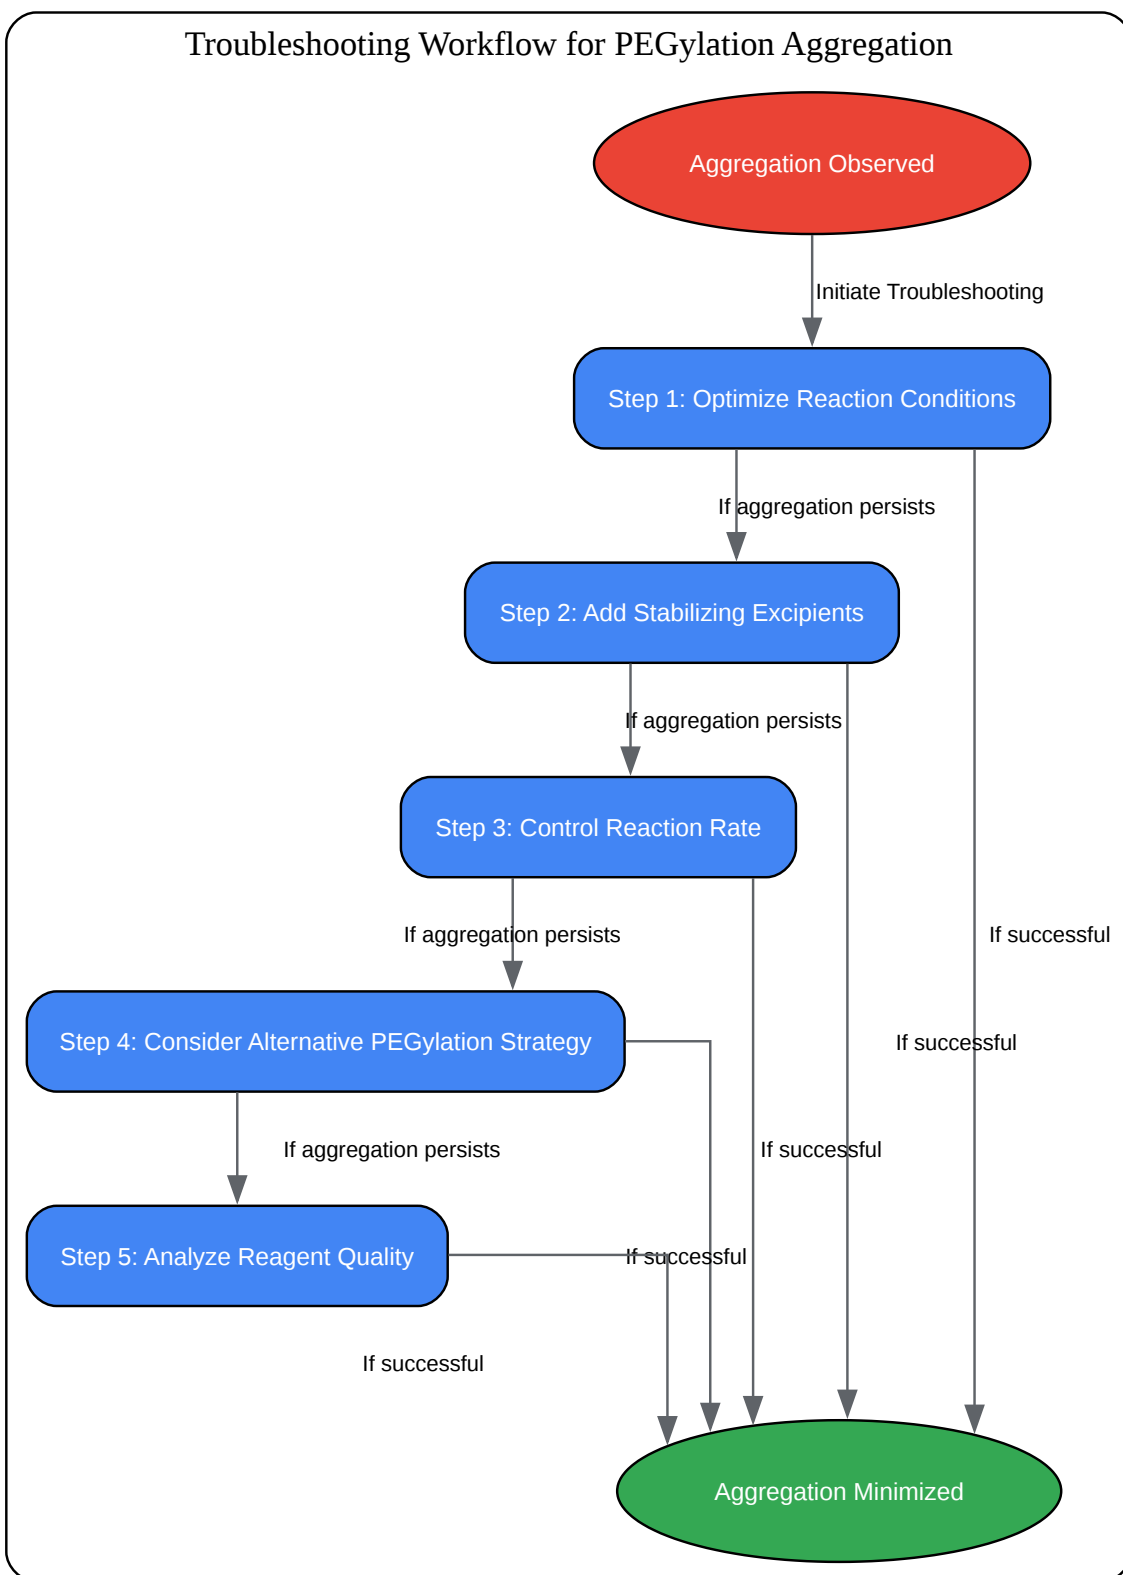 Troubleshooting Workflow for PEGylation Aggregation
Aggregation Observed
Initiate Troubleshooting
Step 1: Optimize Reaction Conditions
If aggregation persists
Step 2: Add Stabilizing Excipients
If aggregation persists
Step 3: Control Reaction Rate
If aggregation persists
If successful
Step 4: Consider Alternative PEGylation Strategy
If successful
If aggregation persists
If successful
Step 5: Analyze Reagent Quality
If successful
If successful
Aggregation Minimized